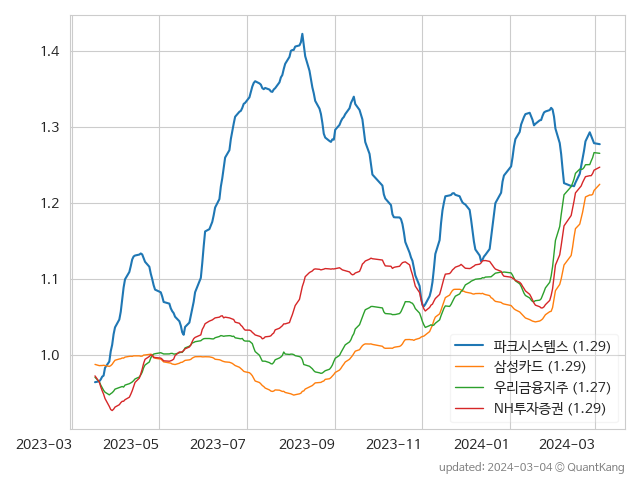 1.4
1.3
1.2
1.1
1.0
파크시스템스 (1.29)
삼성카드 (1.29)
우리금융지주 (1.27)
NH투자증권 (1.29)
2023-03 2023-05 2023-07 2023-09 2023-11 2024-01 2024-03
updated: 2024-03-04 © QuantKang